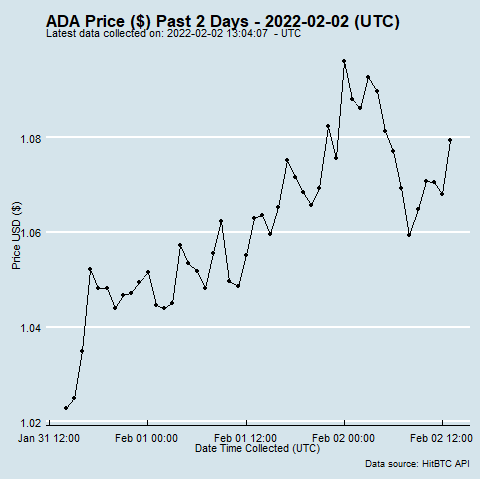 ADA Price ($) Past 2 Days - 2022-02-02 (UTC)
Latest data collected on: 2022-02-02 13:04:07  - UTC
1.08
1.06
1.04
1.02
Price USD ($)
Jan 31 12:00 Feb 01 00:00 Feb 01 12:00 Feb 02 00:00 Feb 02 12:00
Date Time Collected (UTC)
Data source: HitBTC API